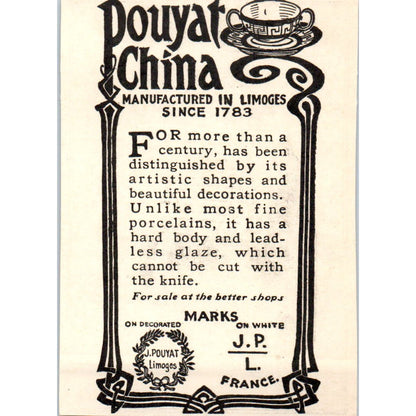 Pouyat
China
MANUFACTURED IN LIMOGES
SINCE 1783
FOR more than a
century, has been
distinguished by its
artistic shapes and
beautiful decorations.
Unlike most fine
porcelains, it has a
hard body and lead-
less glaze, which
cannot be cut with
the knife.
For sale at the better shops
MARKS
ON DECORATED
ON WHITE
J. POUYAT
Limoges
J.P.
L.
FRANCE.